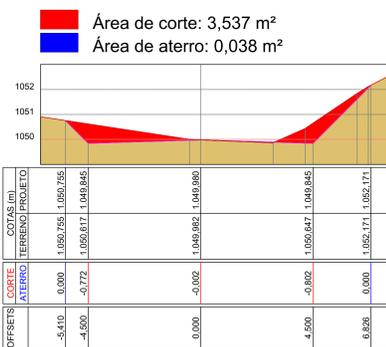 Área de corte: 3,537 m²
Área de aterro: 0,038 m²
1052
1051
1050
COTAS (m)
PROJETO
1.050,755
1.049,845
1.049,980
1.049,845
1.052,171
TERRENO
1.050,755
1.050,617
1.049,982
1.050,647
1.052,171
CORTE
ATERRO
0,000
-0,772
-0,002
-0,802
0,000
OFFSETS
-5.410
-4.500
0.000
4.500
6.826